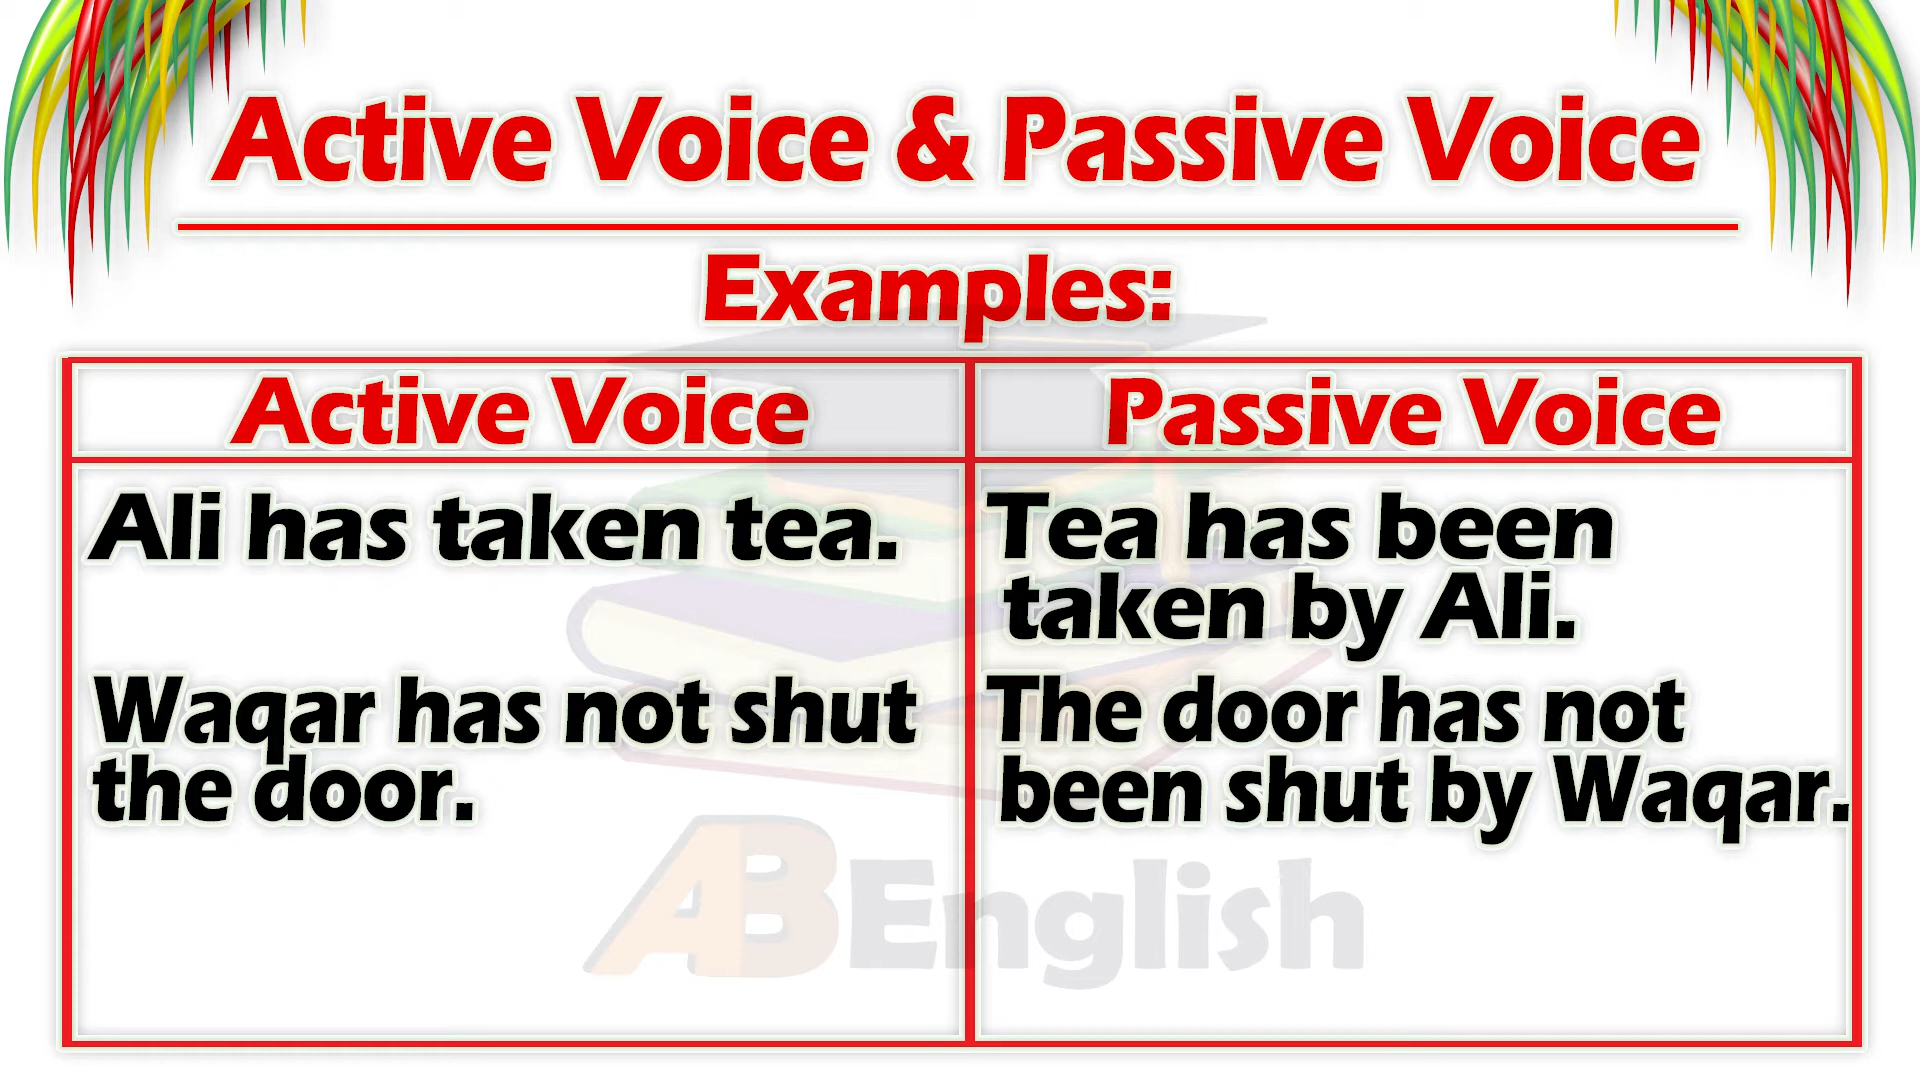 Active Voice & Passive Voice
Examples:
Active Voice
Passive Voice
Ali has taken tea.
Tea has been
taken by Ali.
Waqar has not shut
the door.
The door has not
been shut by Waqar.
ABEnglish